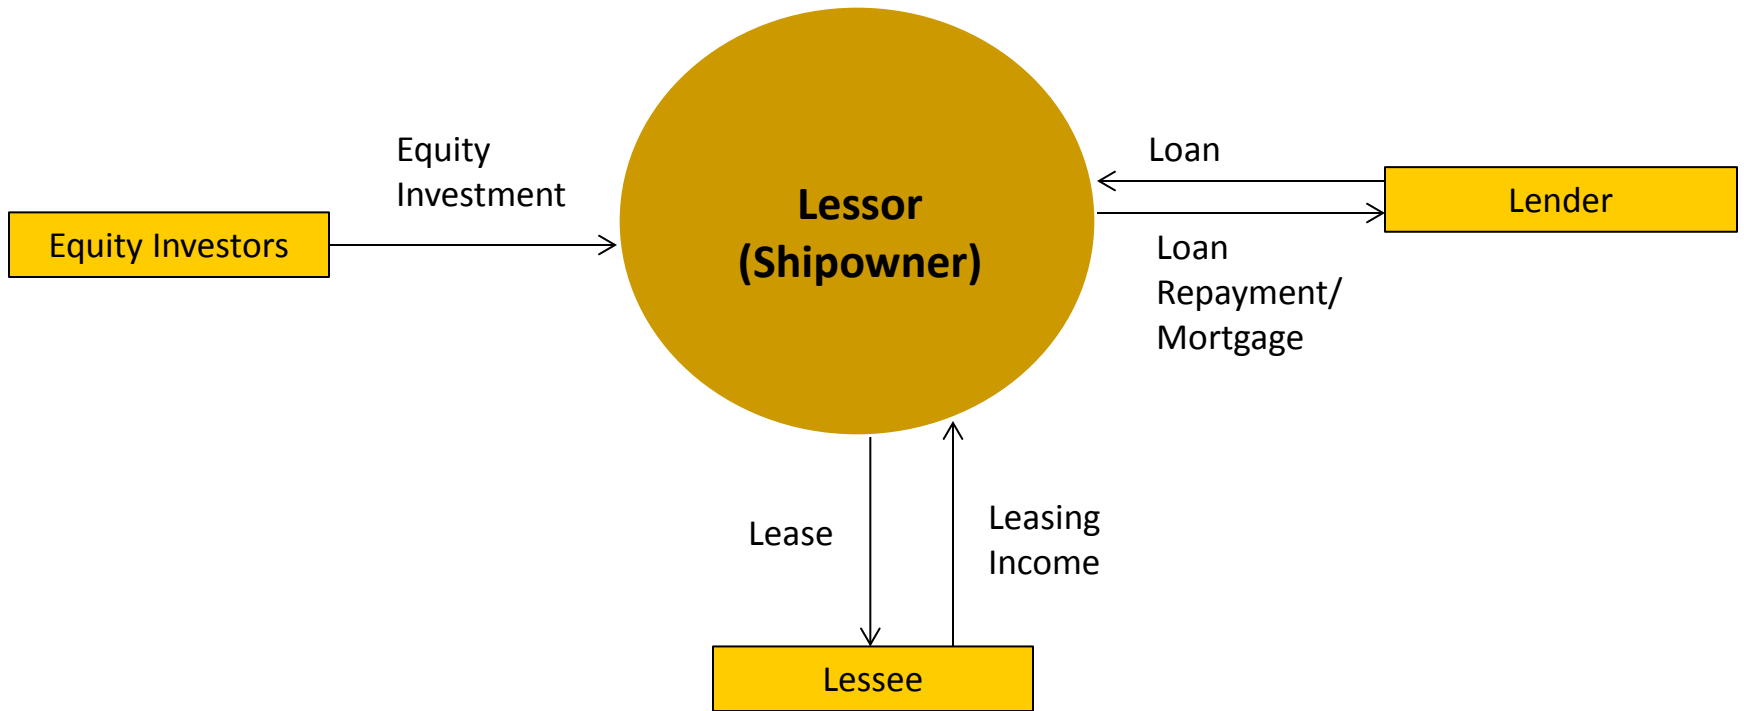 Equity
Investment
Equity Investors
Lessor
(Shipowner)
Loan
Lender
Loan
Repayment/
Mortgage
Lease
Leasing
Income
Lessee